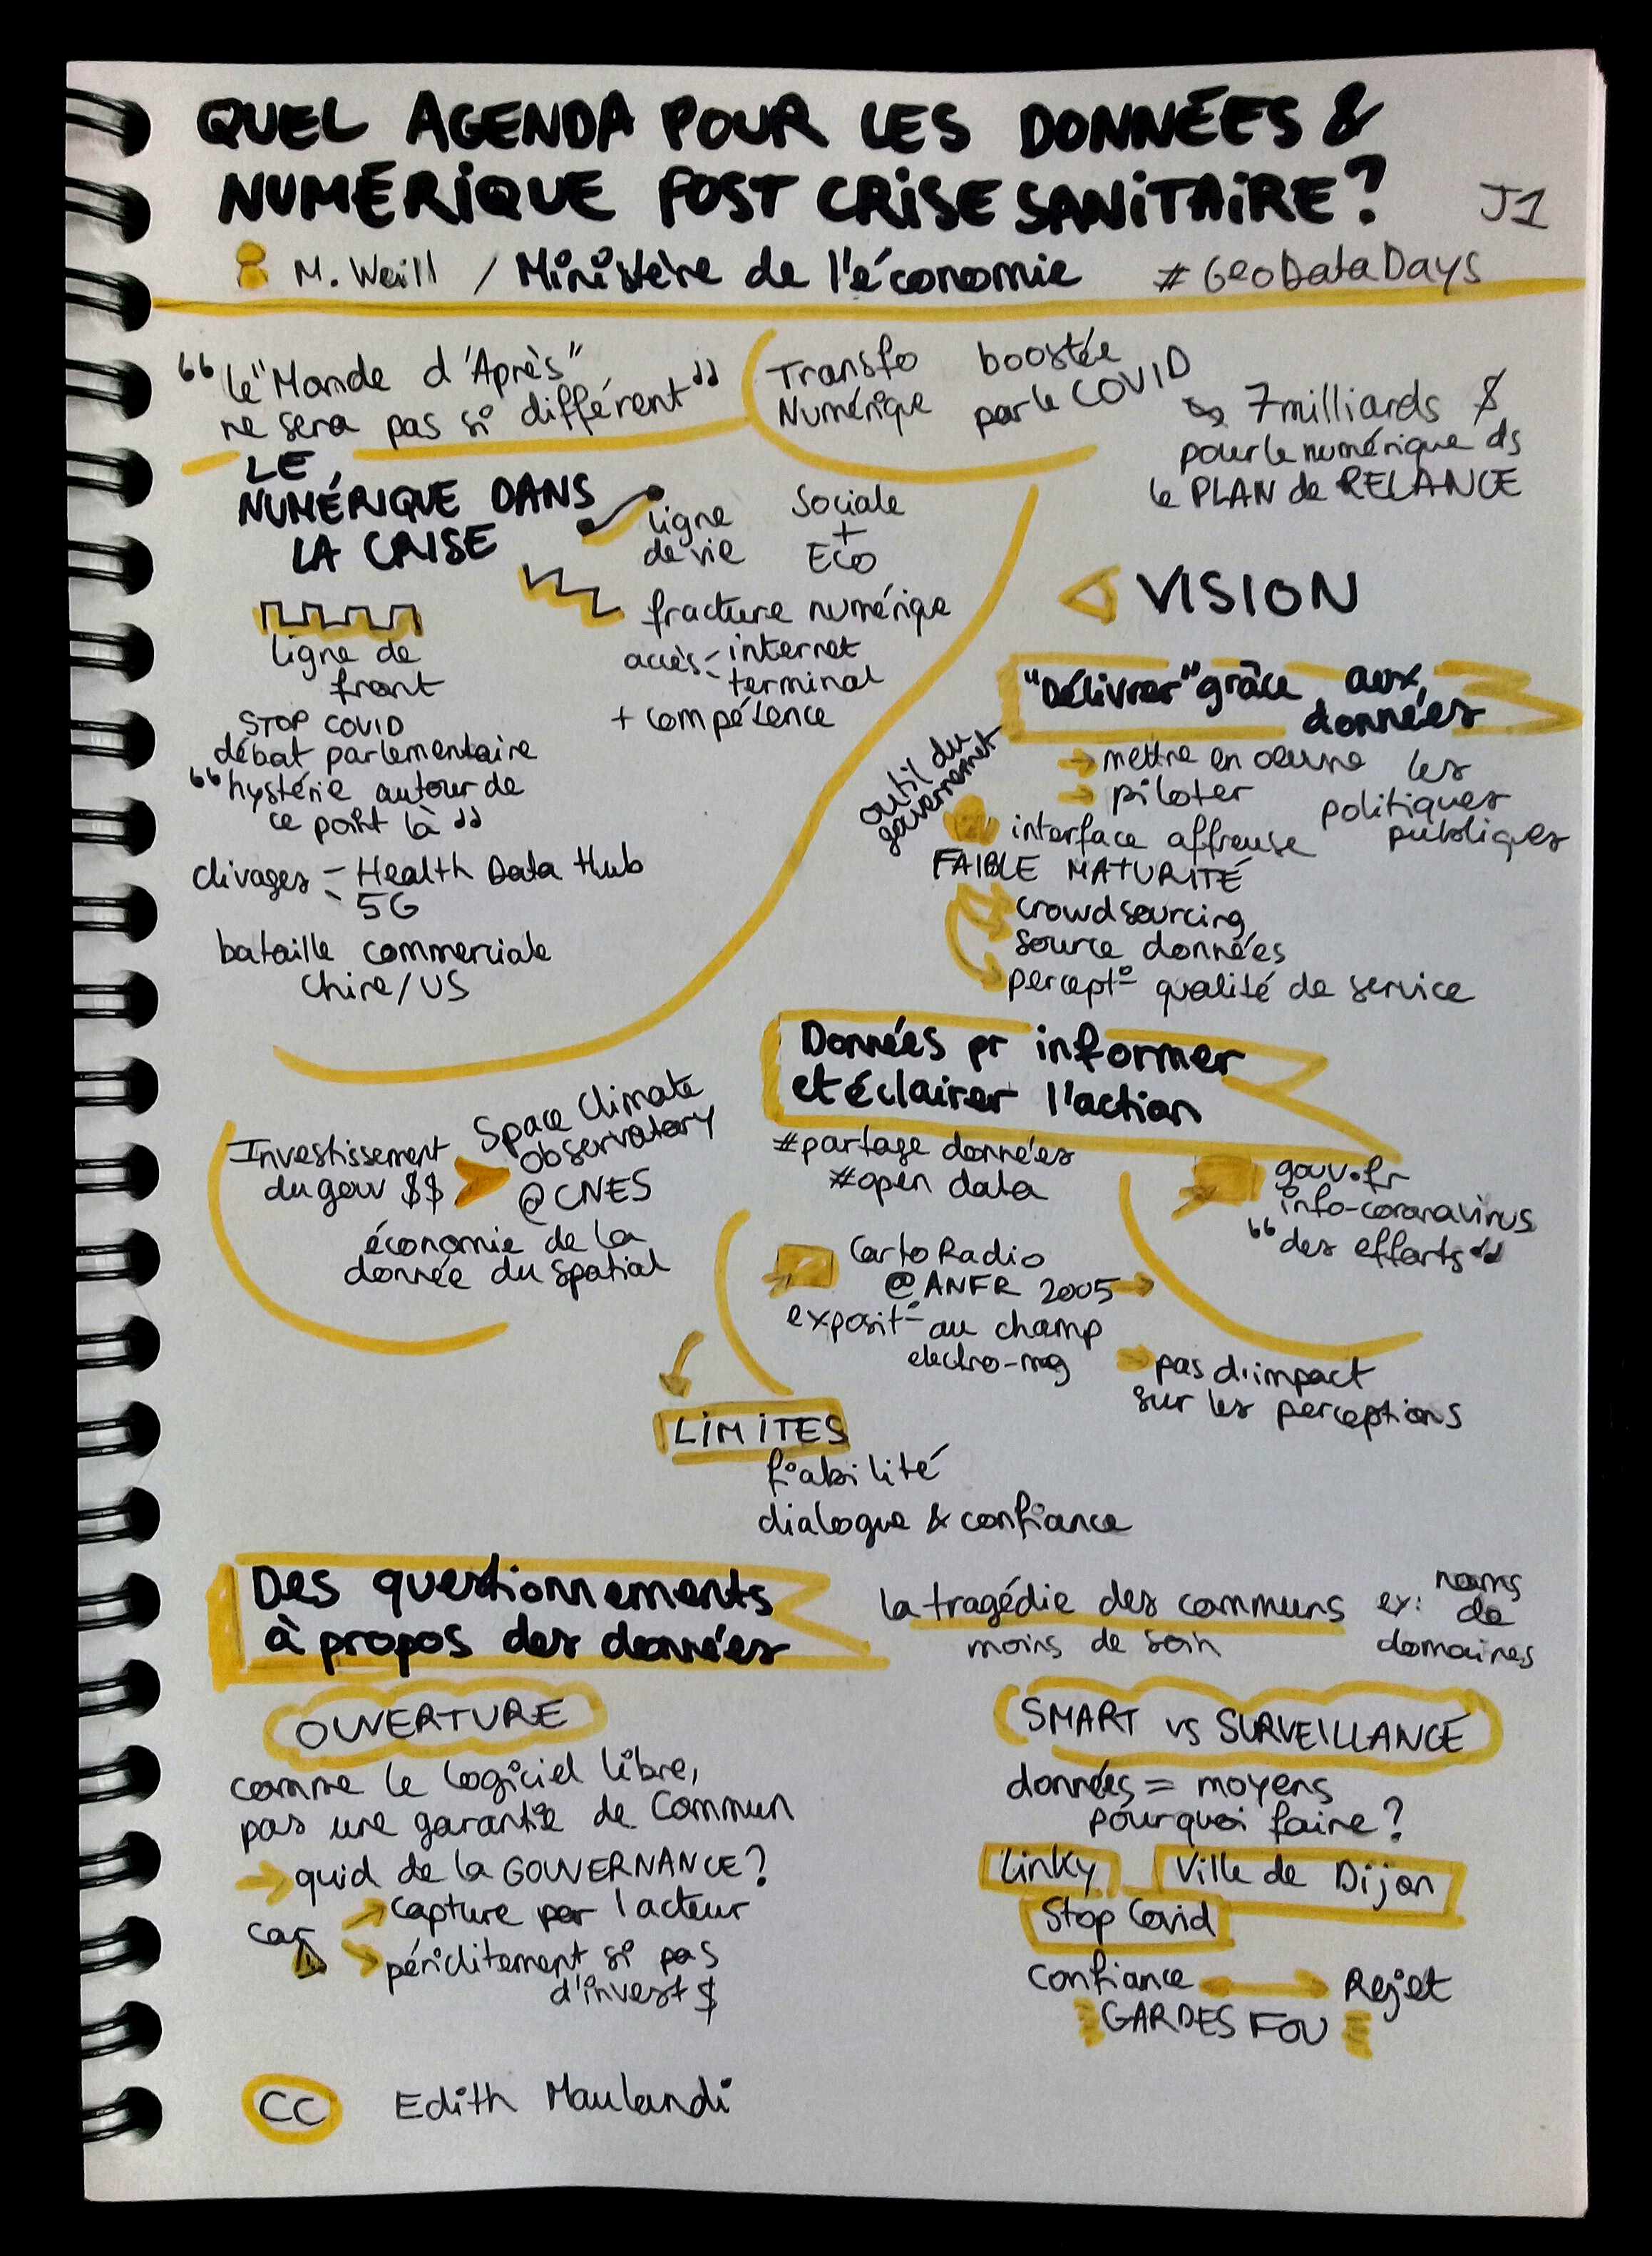 QUEL AGENDA POUR LES DONNÉES &
NUMÉRIQUE POST CRISE SANITAIRE ?
J1
M. Weill / Ministère de l'économie #GeoDataDays
"le "Monde d'Après"
ne sera pas si différent"
Transfo
Numérique
boostée
par le COVID
7 milliards $
pour le numérique ds
le PLAN de RELANCE
LE
NUMÉRIQUE DANS
LA CRISE
ligne
de vie
Sociale
+
Eco
fracture numériqe
accès - internet
terminal
+ compétence
ligne de
front
STOP COVID
débat parlementaire
"hystérie autour de
ce point là"
clivages - Health Data Hub
- 5G
bataille commerciale
Chine/US
VISION
"Délivrer" grâce aux
données
mettre en oeuvre
piloter
les
politiques
publiques
outil du
gouvernement
interface affreuse
FAIBLE MATURITÉ
crowdsourcing
source données
percept° qualité de service
Investissement
du gouv $$
Space Climate
Observatory
@CNES
économie de la
donnée du spatial
Données pr informer
et éclairer l'action
#partage données
#open data
gouv.fr
info-coronavirus
"des efforts"
Carto Radio
@ANFR 2005
exposit° au champ
electro-mg
pas d'impact
sur les perceptions
LIMITES
fiabilité
dialogue & confiance
Des questionnements
à propos des données
la tragédie des communs
moins de soin
ex: noms
de
domaines
OUVERTURE
comme le logiciel libre,
pas une garantie de Commun
quid de la GOUVERNANCE ?
car
capture par l'acteur
périclitement si pas
d'invest $
SMART vs SURVEILLANCE
données = moyens
pourquoi faire ?
Linky
Ville de Dijon
Stop Covid
Confiance
Rejet
GARDES FOU
CC Edith Maulandi